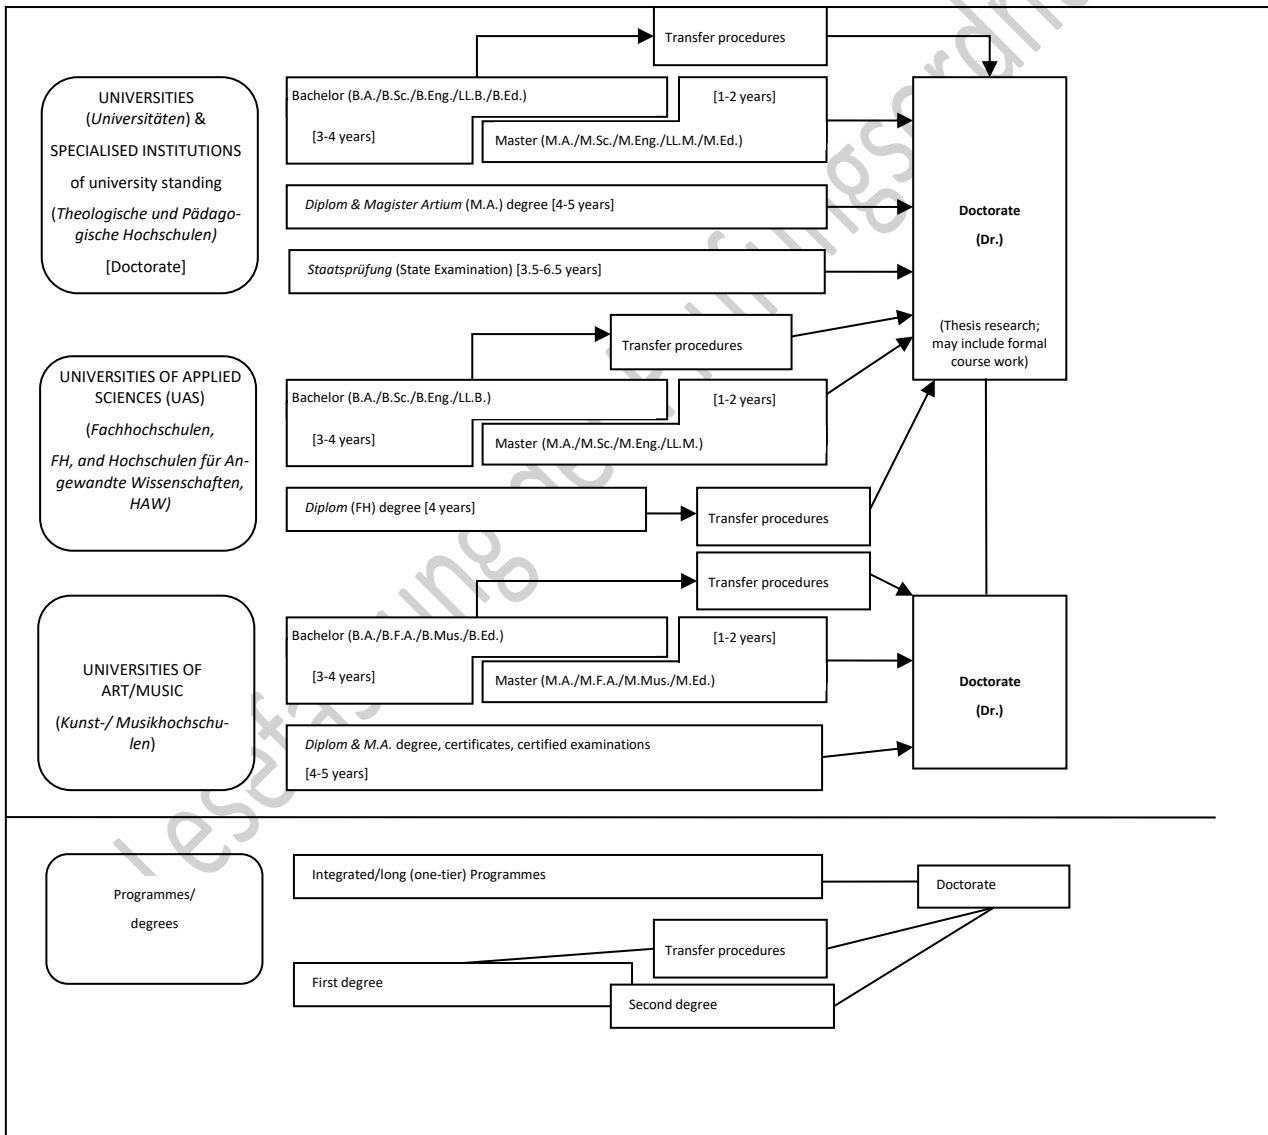 Transfer procedures
UNIVERSITIES
(Universitäten) &
SPECIALISED INSTITUTIONS
of university standing
(Theologische und Pädago-
gische Hochschulen)
[Doctorate]
Bachelor (B.A./B.Sc./B.Eng./LL.B./B.Ed.)
[3-4 years]
[1-2 years]
Master (M.A./M.Sc./M.Eng./LL.M./M.Ed.)
Diplom & Magister Artium (M.A.) degree [4-5 years]
Staatsprüfung (State Examination) [3.5-6.5 years]
Doctorate
(Dr.)
(Thesis research;
may include formal
course work)
Transfer procedures
UNIVERSITIES OF APPLIED
SCIENCES (UAS)
(Fachhochschulen,
FH, and Hochschulen für An-
gewandte Wissenschaften,
HAW)
Bachelor (B.A./B.Sc./B.Eng./LL.B.)
[3-4 years]
[1-2 years]
Master (M.A./M.Sc./M.Eng./LL.M.)
Diplom (FH) degree [4 years]
Transfer procedures
Transfer procedures
UNIVERSITIES OF
ART/MUSIC
(Kunst-/ Musikhochschu-
len)
Bachelor (B.A./B.F.A./B.Mus./B.Ed.)
[3-4 years]
[1-2 years]
Master (M.A./M.F.A./M.Mus./M.Ed.)
Diplom & M.A. degree, certificates, certified examinations
[4-5 years]
Doctorate
(Dr.)
Programmes/
degrees
Integrated/long (one-tier) Programmes
Doctorate
Transfer procedures
First degree
Second degree
Lesefassung der Prüfungsordnu